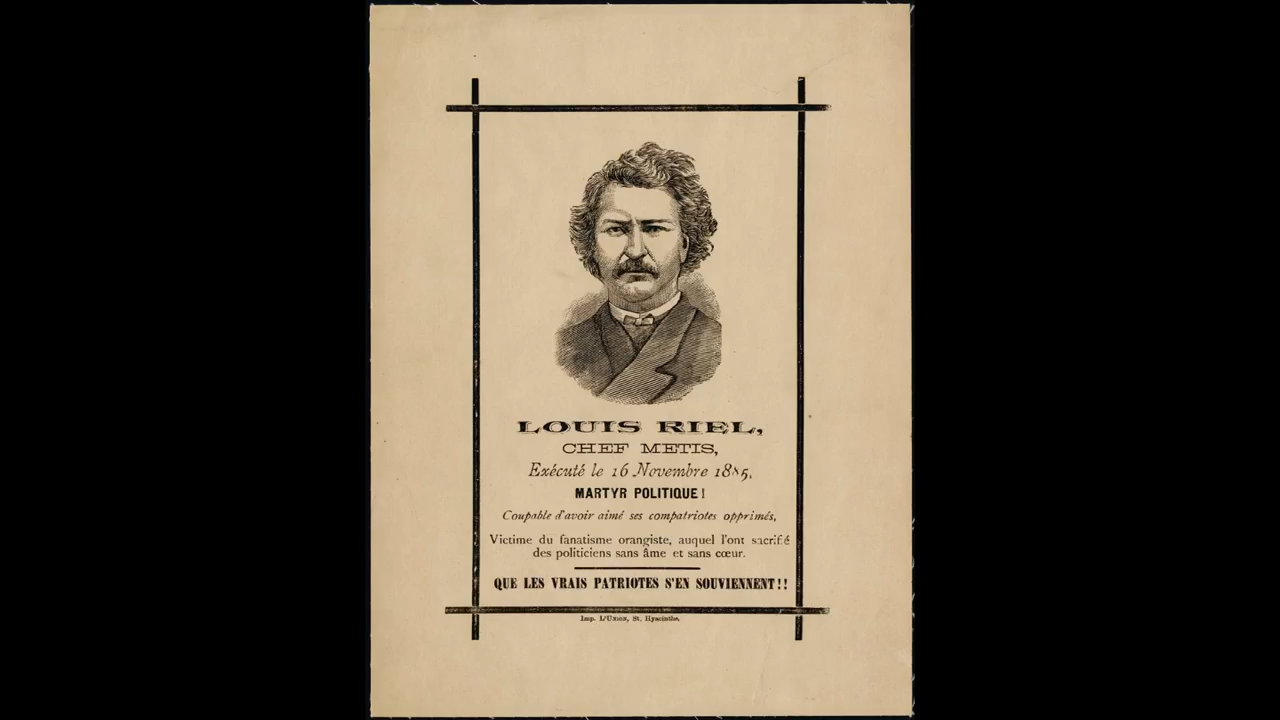 LOUIS RIEL,
CHEF METIS,
Exécuté le 16 Novembre 1885,
MARTYR POLITIQUE!
Coupable d'avoir aimé ses compatriotes opprimés,
Victime du fanatisme orangiste, auquel l'ont sacrifié
des politiciens sans âme et sans cœur.
QUE LES VRAIS PATRIOTES S'EN SOUVIENNENT!!
Imp. L'Union, St. Hyacinthe.